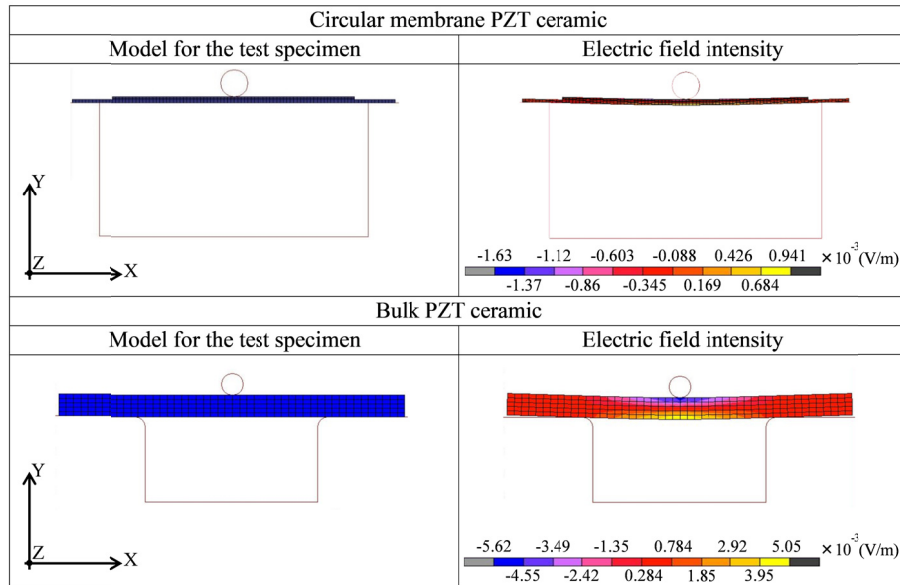 Circular membrane PZT ceramic
Model for the test specimen
Electric field intensity
Y
Z
X
-1.63 -1.12 -0.603 -0.088 0.426 0.941 ×10⁻³(V/m)
-1.37 -0.86 -0.345 0.169 0.684
Bulk PZT ceramic
Model for the test specimen
Electric field intensity
Y
Z
X
-5.62 -3.49 -1.35 0.784 2.92 5.05 ×10⁻³(V/m)
-4.55 -2.42 0.284 1.85 3.95